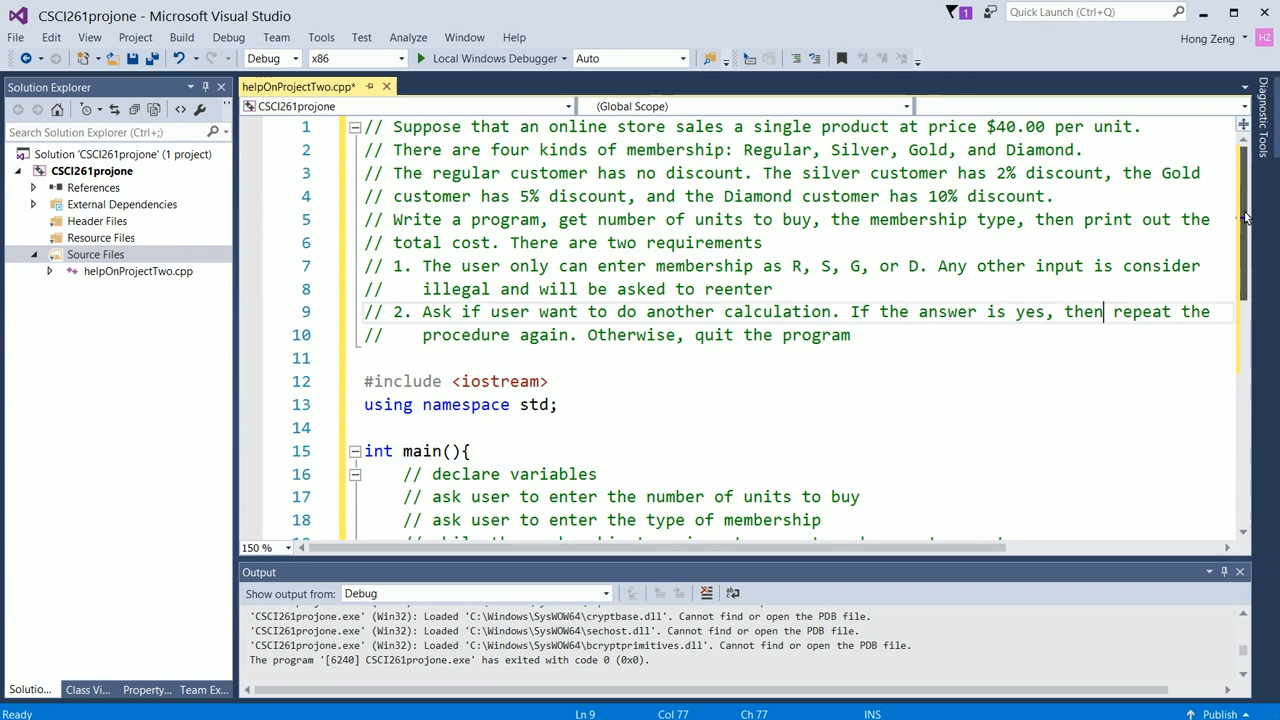 CSCI261projone - Microsoft Visual Studio
1
Quick Launch (Ctrl+Q)
File Edit View Project Build Debug Team Tools Test Analyze Window Help
Hong Zeng HZ
Debug x86 Local Windows Debugger Auto
Solution Explorer
helpOnProjectTwo.cpp*
CSCI261projone (Global Scope)
Search Solution Explorer (Ctrl+;)
Solution 'CSCI261projone' (1 project)
CSCI261projone
References
External Dependencies
Header Files
Resource Files
Source Files
helpOnProjectTwo.cpp
1 // Suppose that an online store sales a single product at price $40.00 per unit.
2 // There are four kinds of membership: Regular, Silver, Gold, and Diamond.
3 // The regular customer has no discount. The silver customer has 2% discount, the Gold
4 // customer has 5% discount, and the Diamond customer has 10% discount.
5 // Write a program, get number of units to buy, the membership type, then print out the
6 // total cost. There are two requirements
7 // 1. The user only can enter membership as R, S, G, or D. Any other input is consider
8 // illegal and will be asked to reenter
9 // 2. Ask if user want to do another calculation. If the answer is yes, then repeat the
10 // procedure again. Otherwise, quit the program
11
12 #include <iostream>
13 using namespace std;
14
15 int main(){
16 // declare variables
17 // ask user to enter the number of units to buy
18 // ask user to enter the type of membership
150 %
Diagnostic Tools
Output
Show output from: Debug
'CSCI261projone.exe' (Win32): Loaded 'C:\Windows\SysWOW64\cryptbase.dll'. Cannot find or open the PDB file.
'CSCI261projone.exe' (Win32): Loaded 'C:\Windows\SysWOW64\sechost.dll'. Cannot find or open the PDB file.
'CSCI261projone.exe' (Win32): Loaded 'C:\Windows\SysWOW64\bcryptprimitives.dll'. Cannot find or open the PDB file.
The program '[6240] CSCI261projone.exe' has exited with code 0 (0x0).
Solutio... Class Vi... Property... Team Ex...
Ready Ln 9 Col 77 Ch 77 INS Publish